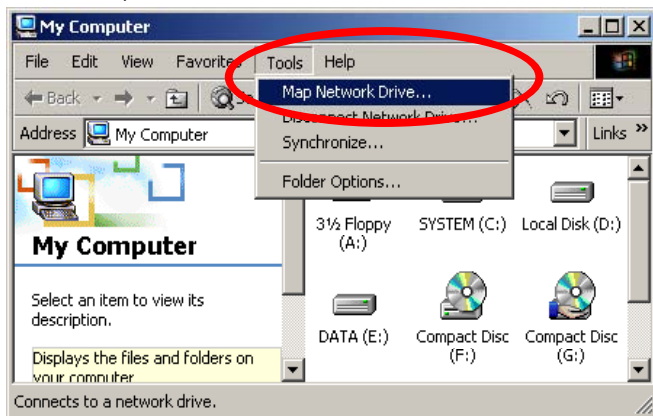 My Computer
File Edit View Favorites Tools Help
Back
Address My Computer Links »
Map Network Drive...
Disconnect Network Drive...
Synchronize...
Folder Options...
My Computer
Select an item to view its
description.
Displays the files and folders on
your computer
3½ Floppy
(A:)
SYSTEM (C:)
Local Disk (D:)
DATA (E:)
Compact Disc
(F:)
Compact Disc
(G:)
Connects to a network drive.